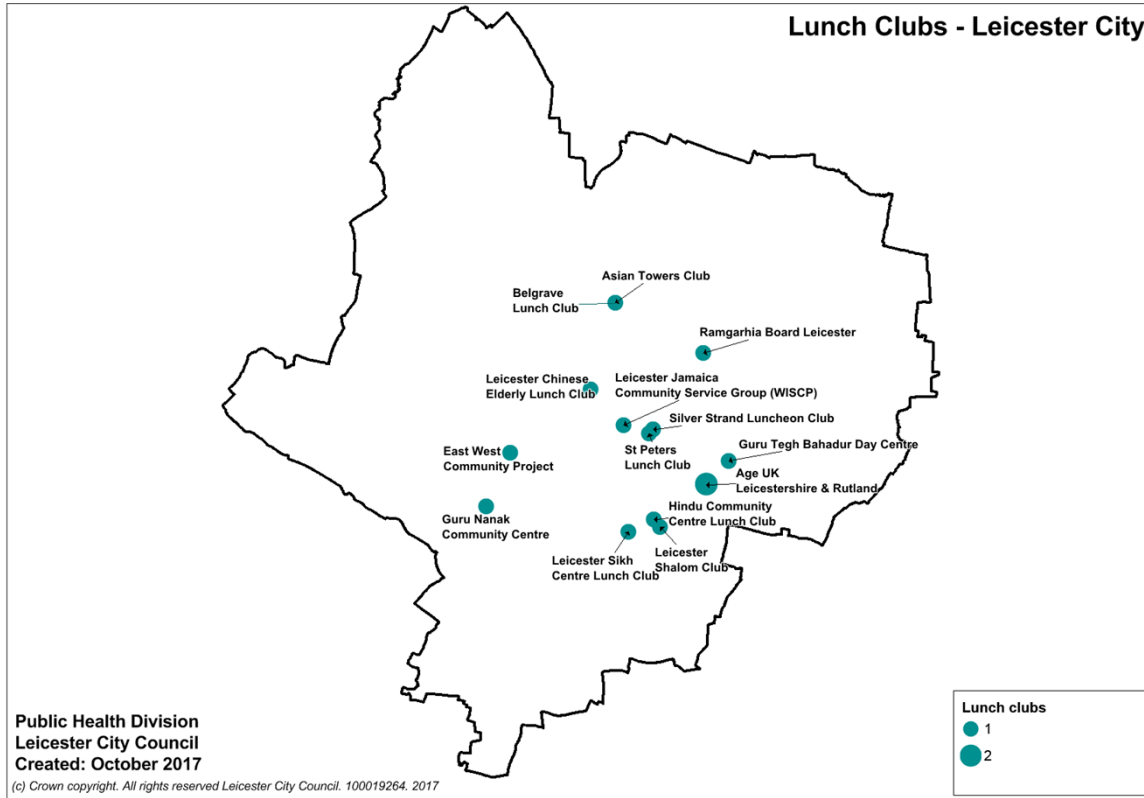 Lunch Clubs - Leicester City
Asian Towers Club
Belgrave
Lunch Club
Ramgarhia Board Leicester
Leicester Chinese
Elderly Lunch Club
Leicester Jamaica
Community Service Group (WISCP)
Silver Strand Luncheon Club
St Peters
Lunch Club
Guru Tegh Bahadur Day Centre
East West
Community Project
Age UK
Leicestershire & Rutland
Hindu Community
Centre Lunch Club
Guru Nanak
Community Centre
Leicester Sikh
Centre Lunch Club
Leicester
Shalom Club
Lunch clubs
1
2
Public Health Division
Leicester City Council
Created: October 2017
(c) Crown copyright. All rights reserved Leicester City Council. 100019264. 2017